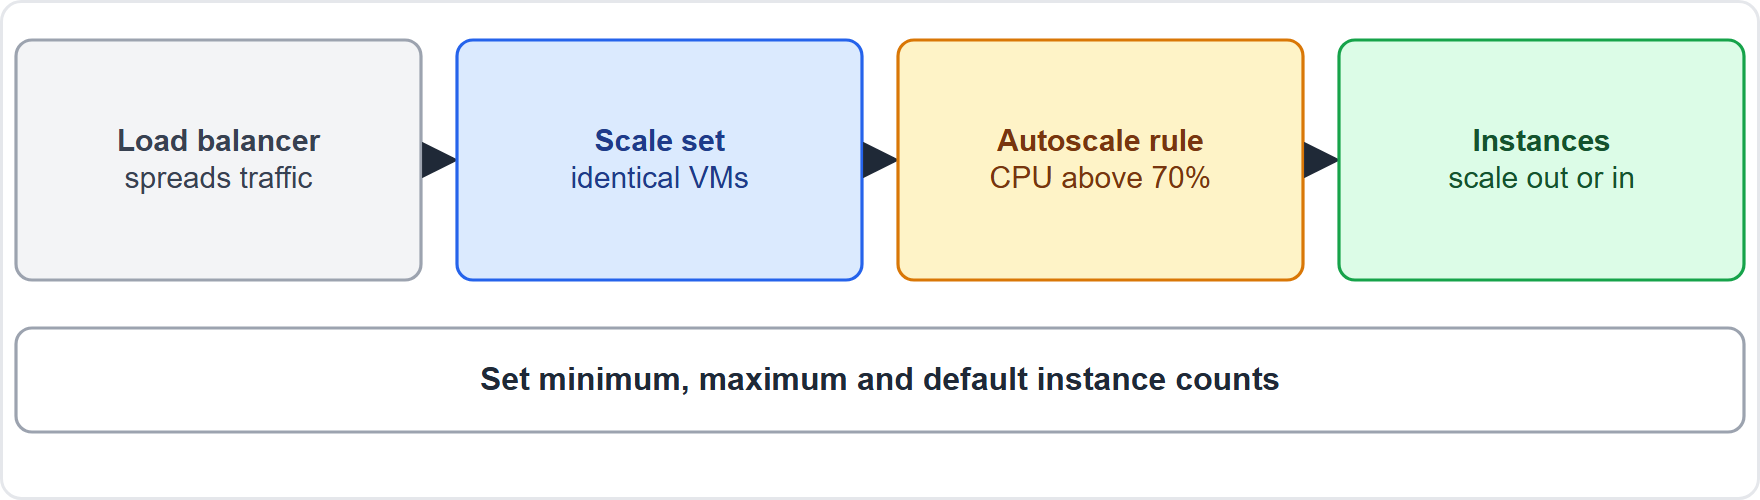 Load balancer
spreads traffic
Scale set
identical VMs
Autoscale rule
CPU above 70%
Instances
scale out or in
Set minimum, maximum and default instance counts